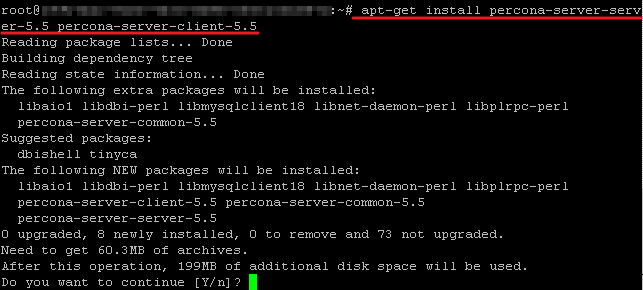 root@:~# apt-get install percona-server-serv
er-5.5 percona-server-client-5.5
Reading package lists... Done
Building dependency tree
Reading state information... Done
The following extra packages will be installed:
  libaio1 libdbi-perl libmysqlclient18 libnet-daemon-perl libplrpc-perl
  percona-server-common-5.5
Suggested packages:
  dbishell tinyca
The following NEW packages will be installed:
  libaio1 libdbi-perl libmysqlclient18 libnet-daemon-perl libplrpc-perl
  percona-server-client-5.5 percona-server-common-5.5
  percona-server-server-5.5
0 upgraded, 8 newly installed, 0 to remove and 73 not upgraded.
Need to get 60.3MB of archives.
After this operation, 199MB of additional disk space will be used.
Do you want to continue [Y/n]?